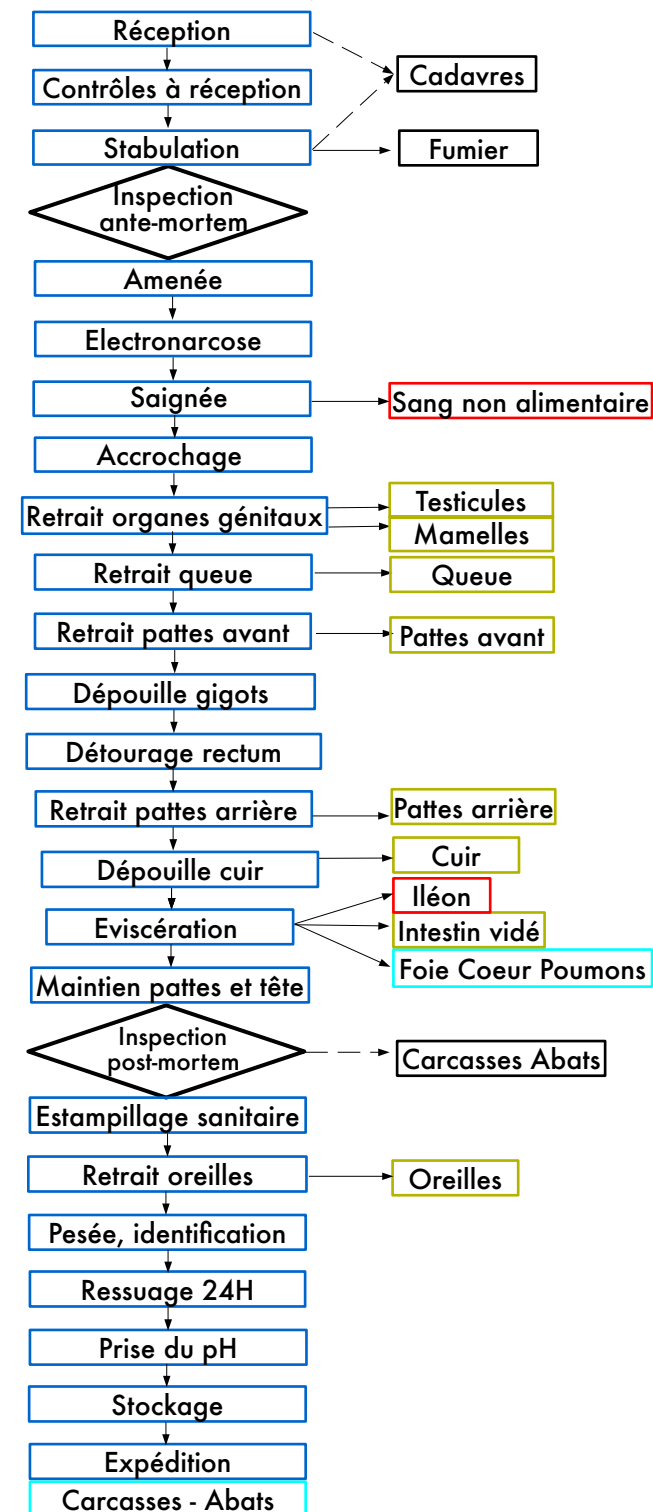 Réception
Cadavres
Contrôles à réception
Stabulation
Fumier
Inspection
ante-mortem
Amenée
Electronarcose
Saignée
Sang non alimentaire
Accrochage
Testicules
Retrait organes génitaux
Mamelles
Retrait queue
Queue
Retrait pattes avant
Pattes avant
Dépouille gigots
Détourage rectum
Retrait pattes arrière
Pattes arrière
Dépouille cuir
Cuir
Iléon
Eviscération
Intestin vidé
Foie Coeur Poumons
Maintien pattes et tête
Inspection
post-mortem
Carcasses Abats
Estampillage sanitaire
Retrait oreilles
Oreilles
Pesée, identification
Ressuage 24H
Prise du pH
Stockage
Expédition
Carcasses - Abats